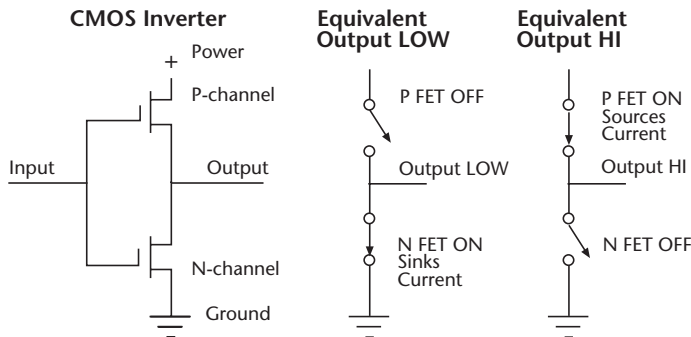 CMOS Inverter
+ Power
P-channel
Input
Output
N-channel
Ground
Equivalent
Output LOW
P FET OFF
Output LOW
N FET ON
Sinks
Current
Equivalent
Output HI
P FET ON
Sources
Current
Output HI
N FET OFF